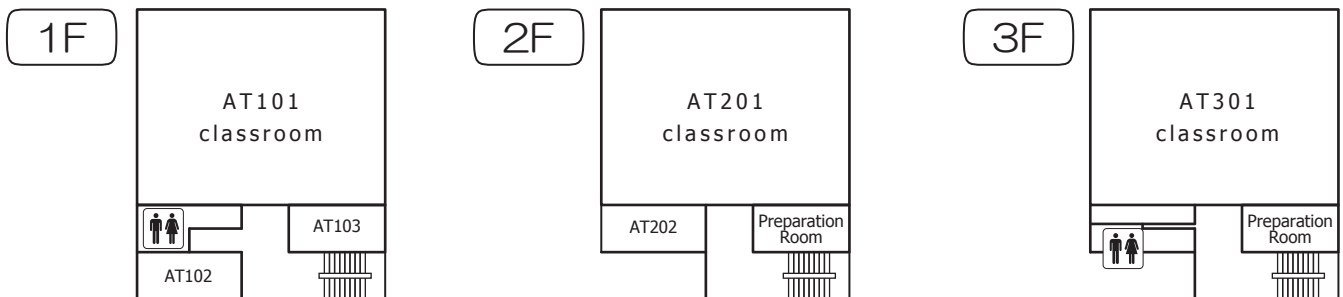 1F
AT101
classroom
AT103
AT102
2F
AT201
classroom
AT202
Preparation
Room
3F
AT301
classroom
Preparation
Room